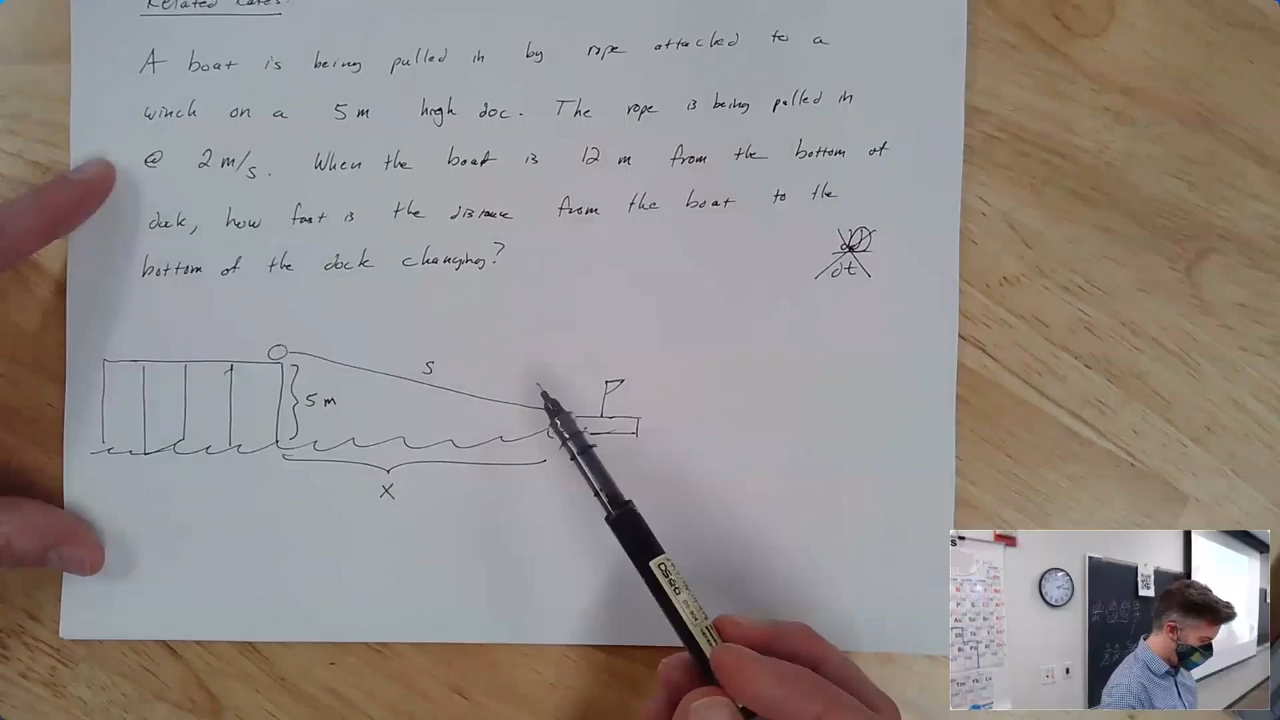 Related Rates:
A boat is being pulled in by rope attached to a
winch on a 5 m high doc. The rope is being pulled in
@ 2 m/s. When the boat is 12 m from the bottom of
dock, how fast is the distance from the boat to the
bottom of the dock changing?
dt
s
5 m
x